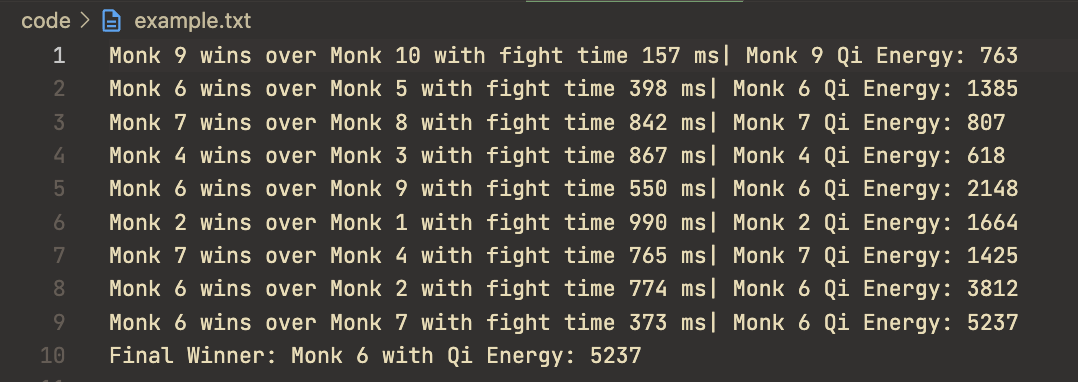 code > example.txt
1 Monk 9 wins over Monk 10 with fight time 157 ms| Monk 9 Qi Energy: 763
2 Monk 6 wins over Monk 5 with fight time 398 ms| Monk 6 Qi Energy: 1385
3 Monk 7 wins over Monk 8 with fight time 842 ms| Monk 7 Qi Energy: 807
4 Monk 4 wins over Monk 3 with fight time 867 ms| Monk 4 Qi Energy: 618
5 Monk 6 wins over Monk 9 with fight time 550 ms| Monk 6 Qi Energy: 2148
6 Monk 2 wins over Monk 1 with fight time 990 ms| Monk 2 Qi Energy: 1664
7 Monk 7 wins over Monk 4 with fight time 765 ms| Monk 7 Qi Energy: 1425
8 Monk 6 wins over Monk 2 with fight time 774 ms| Monk 6 Qi Energy: 3812
9 Monk 6 wins over Monk 7 with fight time 373 ms| Monk 6 Qi Energy: 5237
10 Final Winner: Monk 6 with Qi Energy: 5237